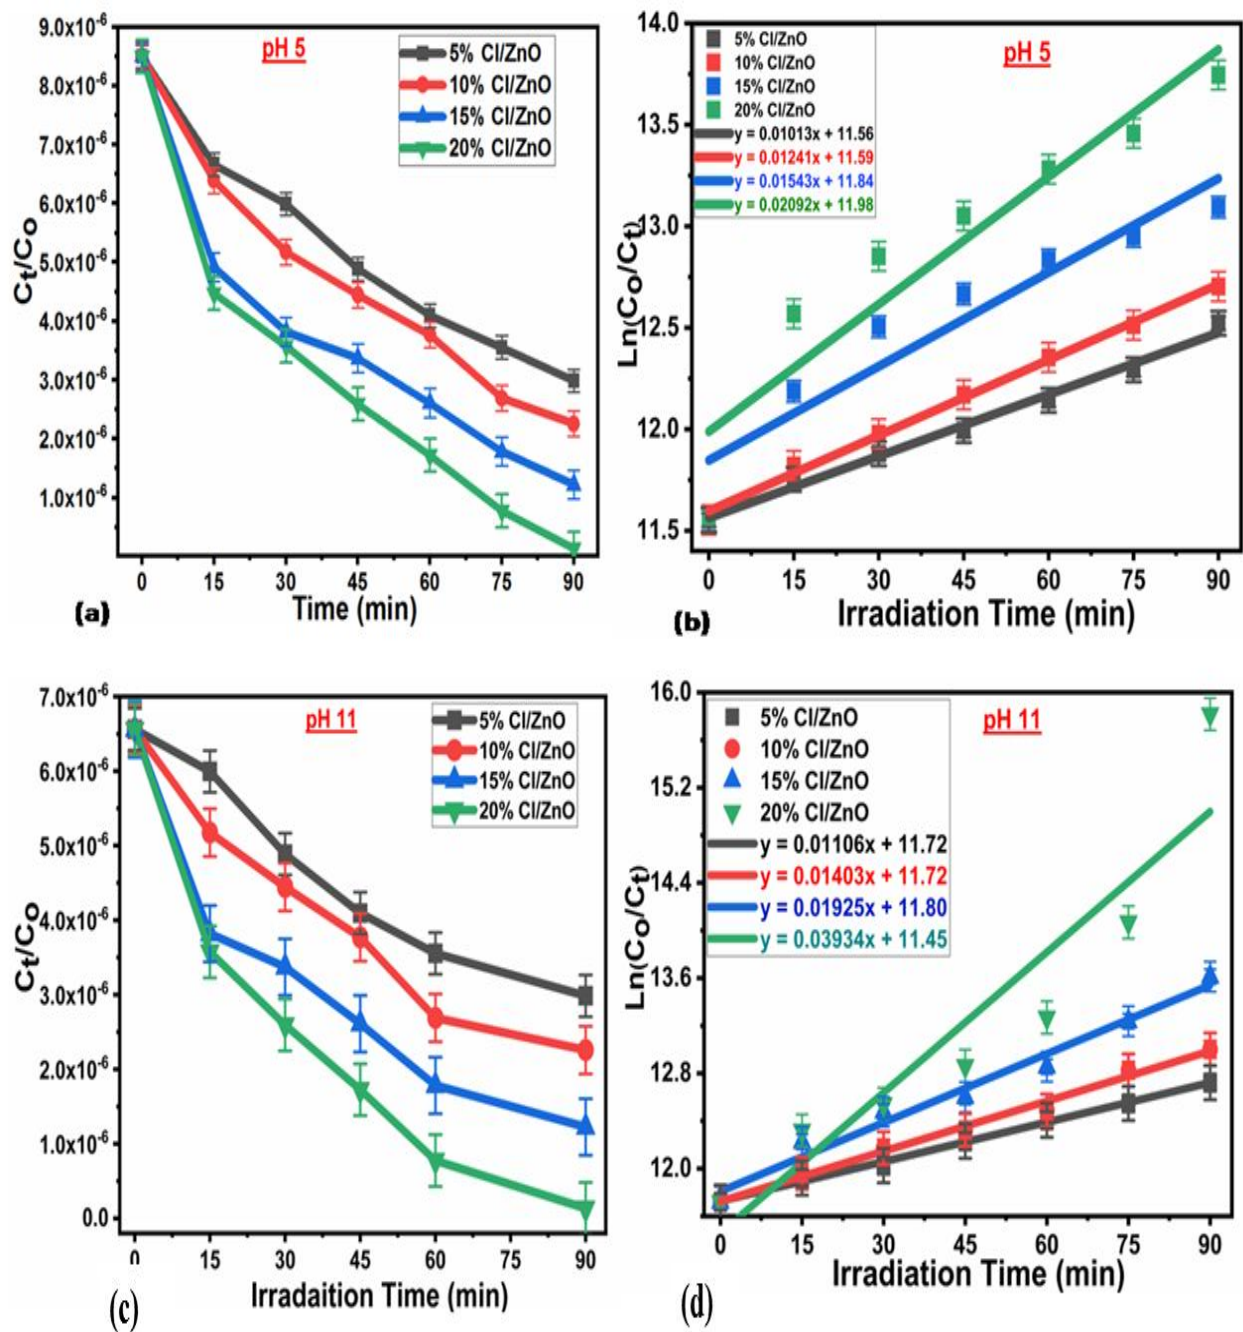 9.0x10-6
8.0x10-6
7.0x10-6
6.0x10-6
5.0x10-6
4.0x10-6
3.0x10-6
2.0x10-6
1.0x10-6
Ct/Co
pH 5
5% Cl/ZnO
10% Cl/ZnO
15% Cl/ZnO
20% Cl/ZnO
0 15 30 45 60 75 90
Time (min)
(a)
14.0
13.5
13.0
12.5
12.0
11.5
Ln(Co/Ct)
pH 5
5% Cl/ZnO
10% Cl/ZnO
15% Cl/ZnO
20% Cl/ZnO
y = 0.01013x + 11.56
y = 0.01241x + 11.59
y = 0.01543x + 11.84
y = 0.02092x + 11.98
0 15 30 45 60 75 90
Irradiation Time (min)
(b)
7.0x10-6
6.0x10-6
5.0x10-6
4.0x10-6
3.0x10-6
2.0x10-6
1.0x10-6
0.0
Ct/Co
pH 11
5% Cl/ZnO
10% Cl/ZnO
15% Cl/ZnO
20% Cl/ZnO
0 15 30 45 60 75 90
Irradaition Time (min)
(c)
16.0
15.2
14.4
13.6
12.8
12.0
Ln(Co/Ct)
pH 11
5% Cl/ZnO
10% Cl/ZnO
15% Cl/ZnO
20% Cl/ZnO
y = 0.01106x + 11.72
y = 0.01403x + 11.72
y = 0.01925x + 11.80
y = 0.03934x + 11.45
0 15 30 45 60 75 90
Irradiation Time (min)
(d)